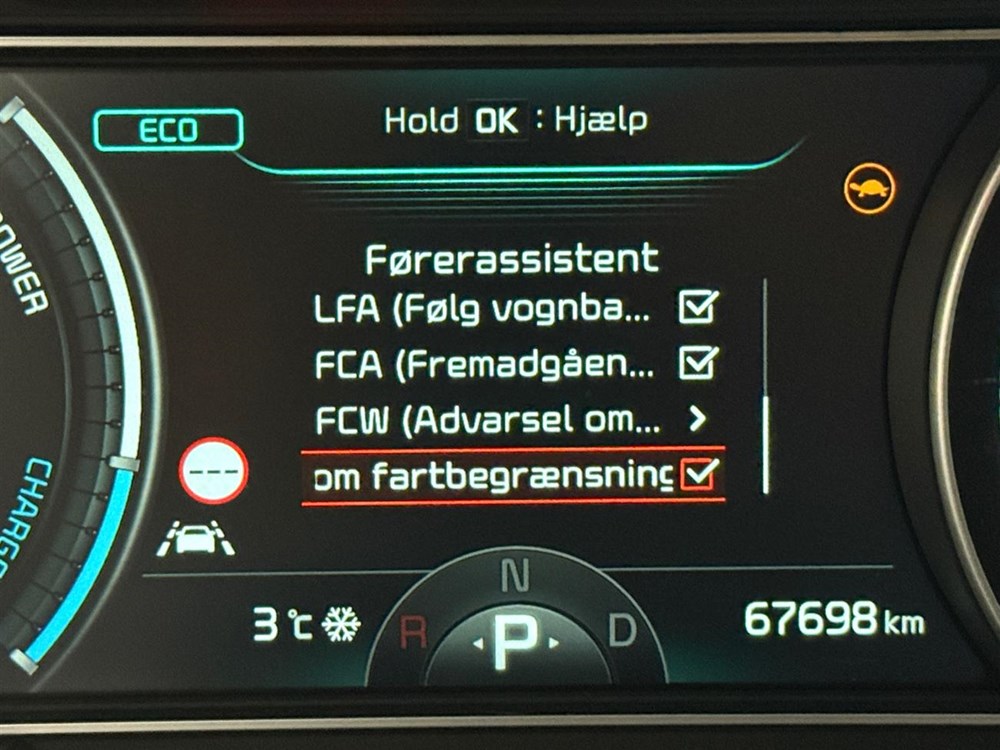 Hold OK : Hjælp
ECO
Førerassistent
LFA (Følg vognba...
FCA (Fremadgåen...
FCW (Advarsel om...
om fartbegrænsning
POWER
CHARGE
---
N
3 °C
R
P
D
67698 km